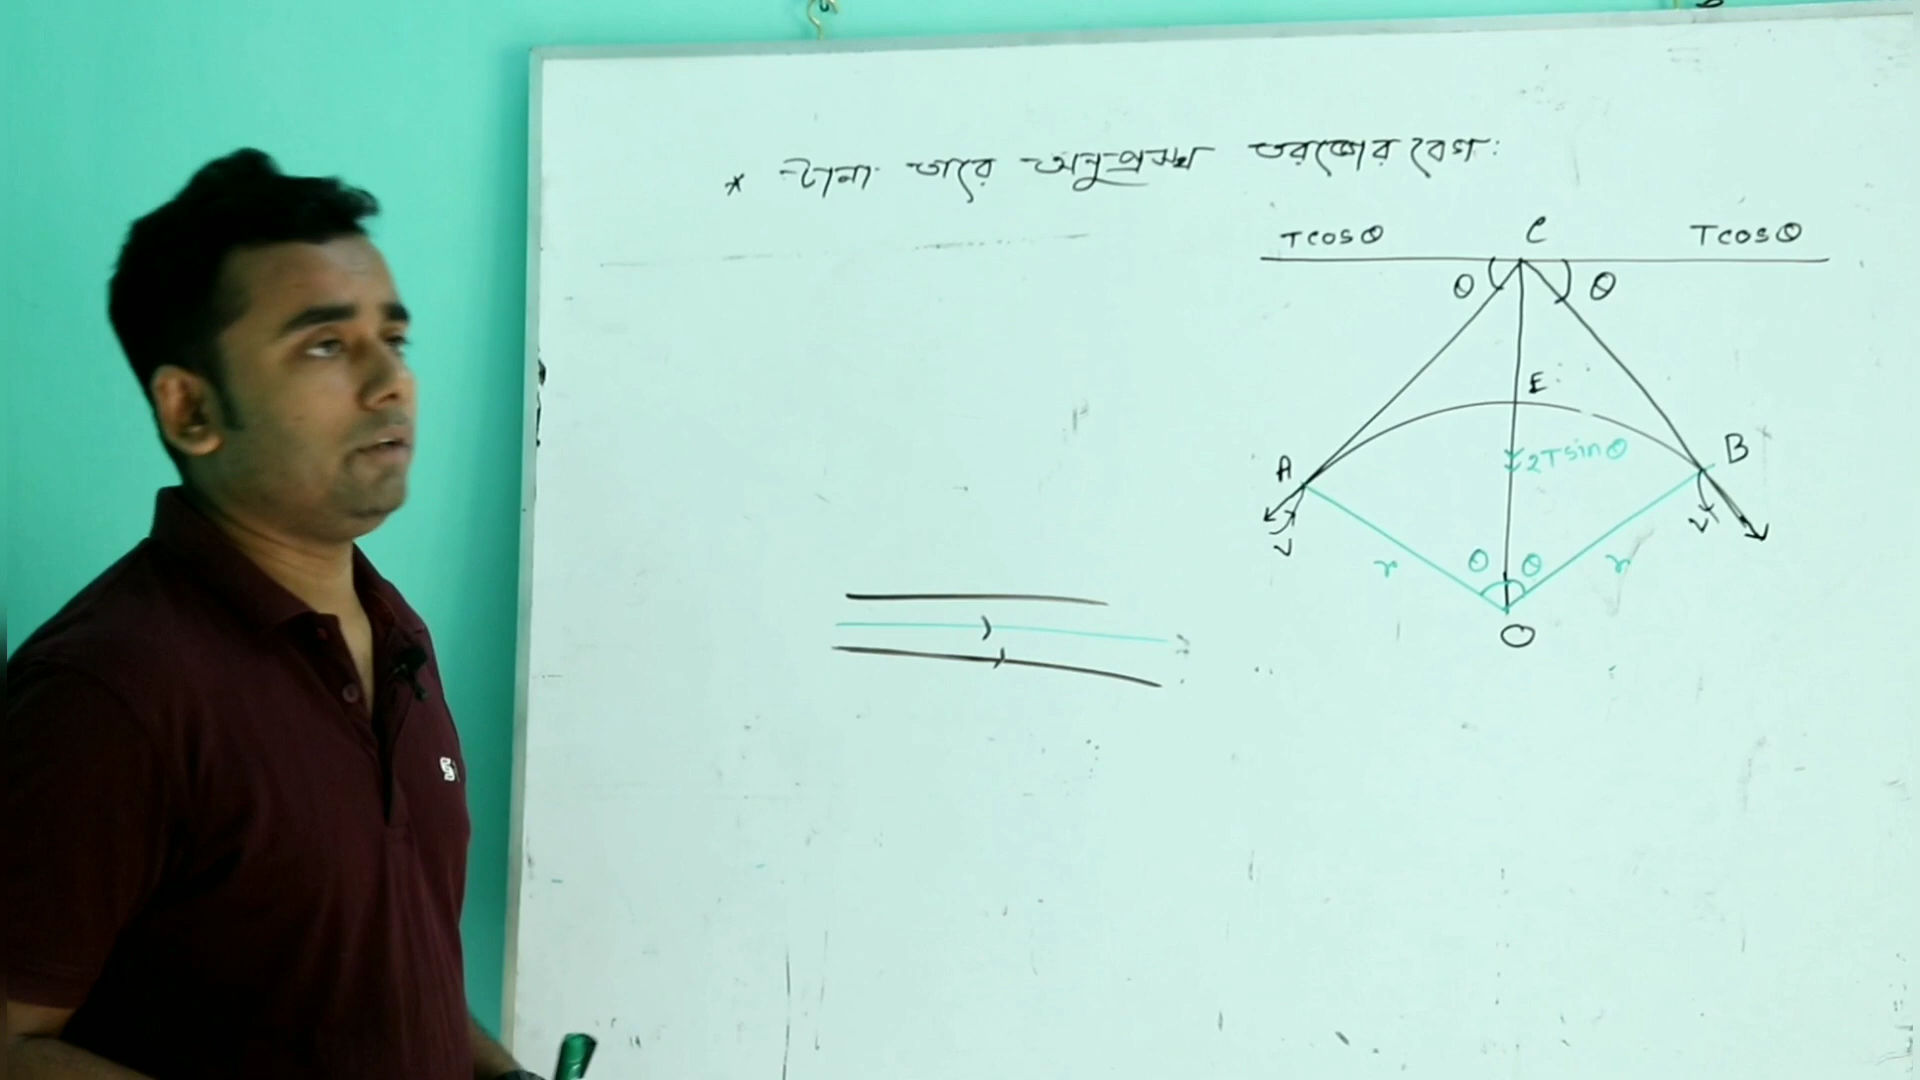 * টানা তারে অনুপ্রস্থ তরঙ্গের বেগ:
Tcosθ C Tcosθ
θ θ
E
2Tsinθ
A B
v v
r θ θ r
O
S